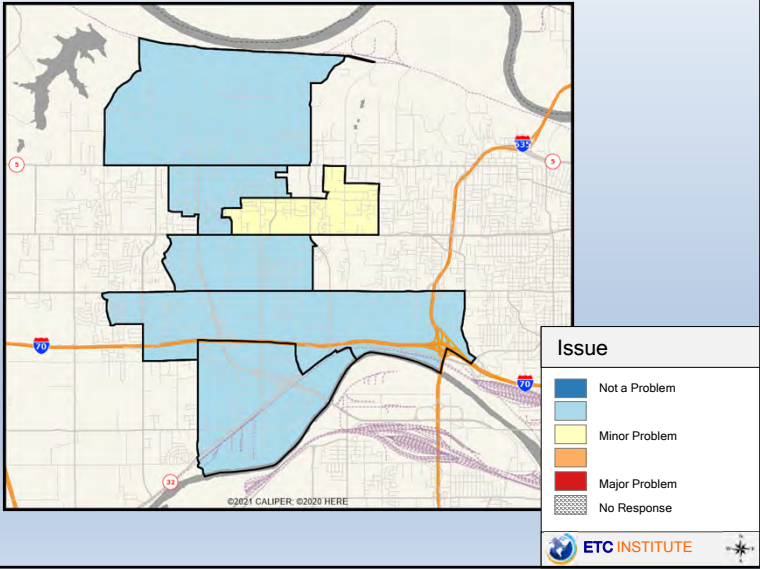 635
5
5
70
70
32
©2021 CALIPER; ©2020 HERE
Issue
Not a Problem
Minor Problem
Major Problem
No Response
ETC INSTITUTE